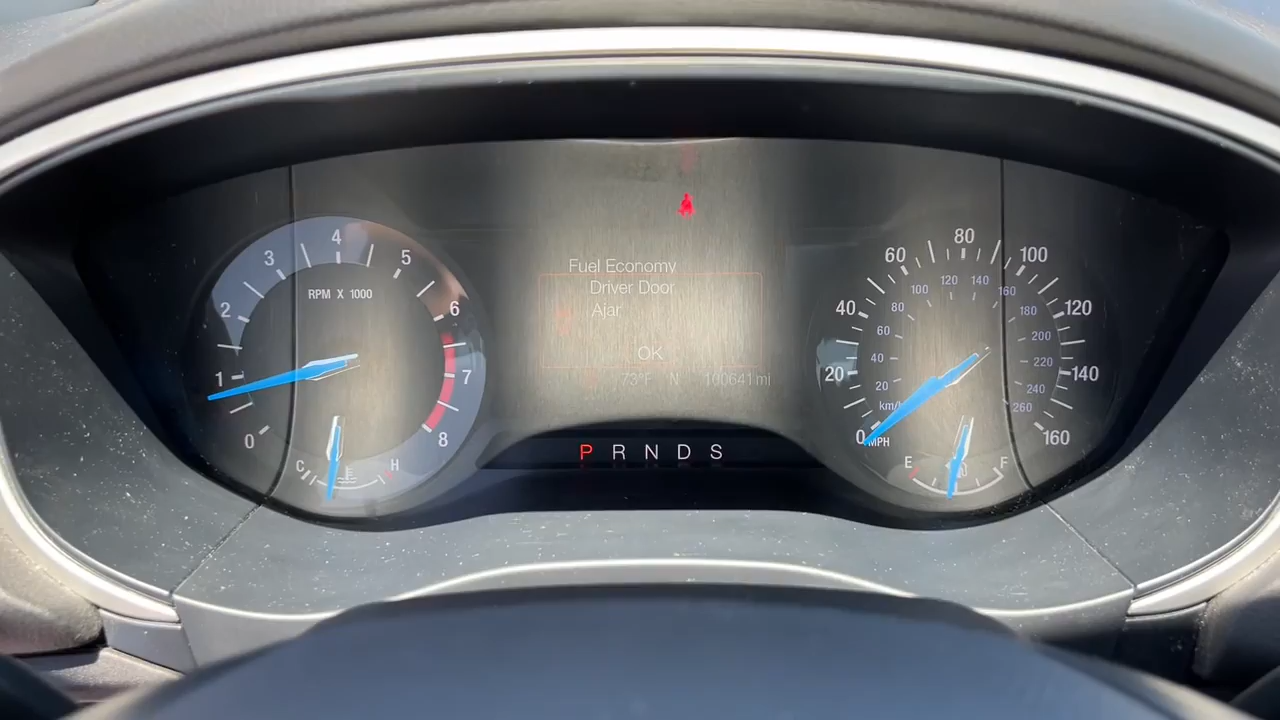 Fuel Economy
Driver Door
Ajar
OK
73°F N 100641 mi
P R N D S
0 1 2 3 4 5 6 7 8
RPM X 1000
C H
0 20 40 60 80 100 120 140 160
MPH
20 40 60 80 100 120 140 160 180 200 220 240 260
km/h
E F